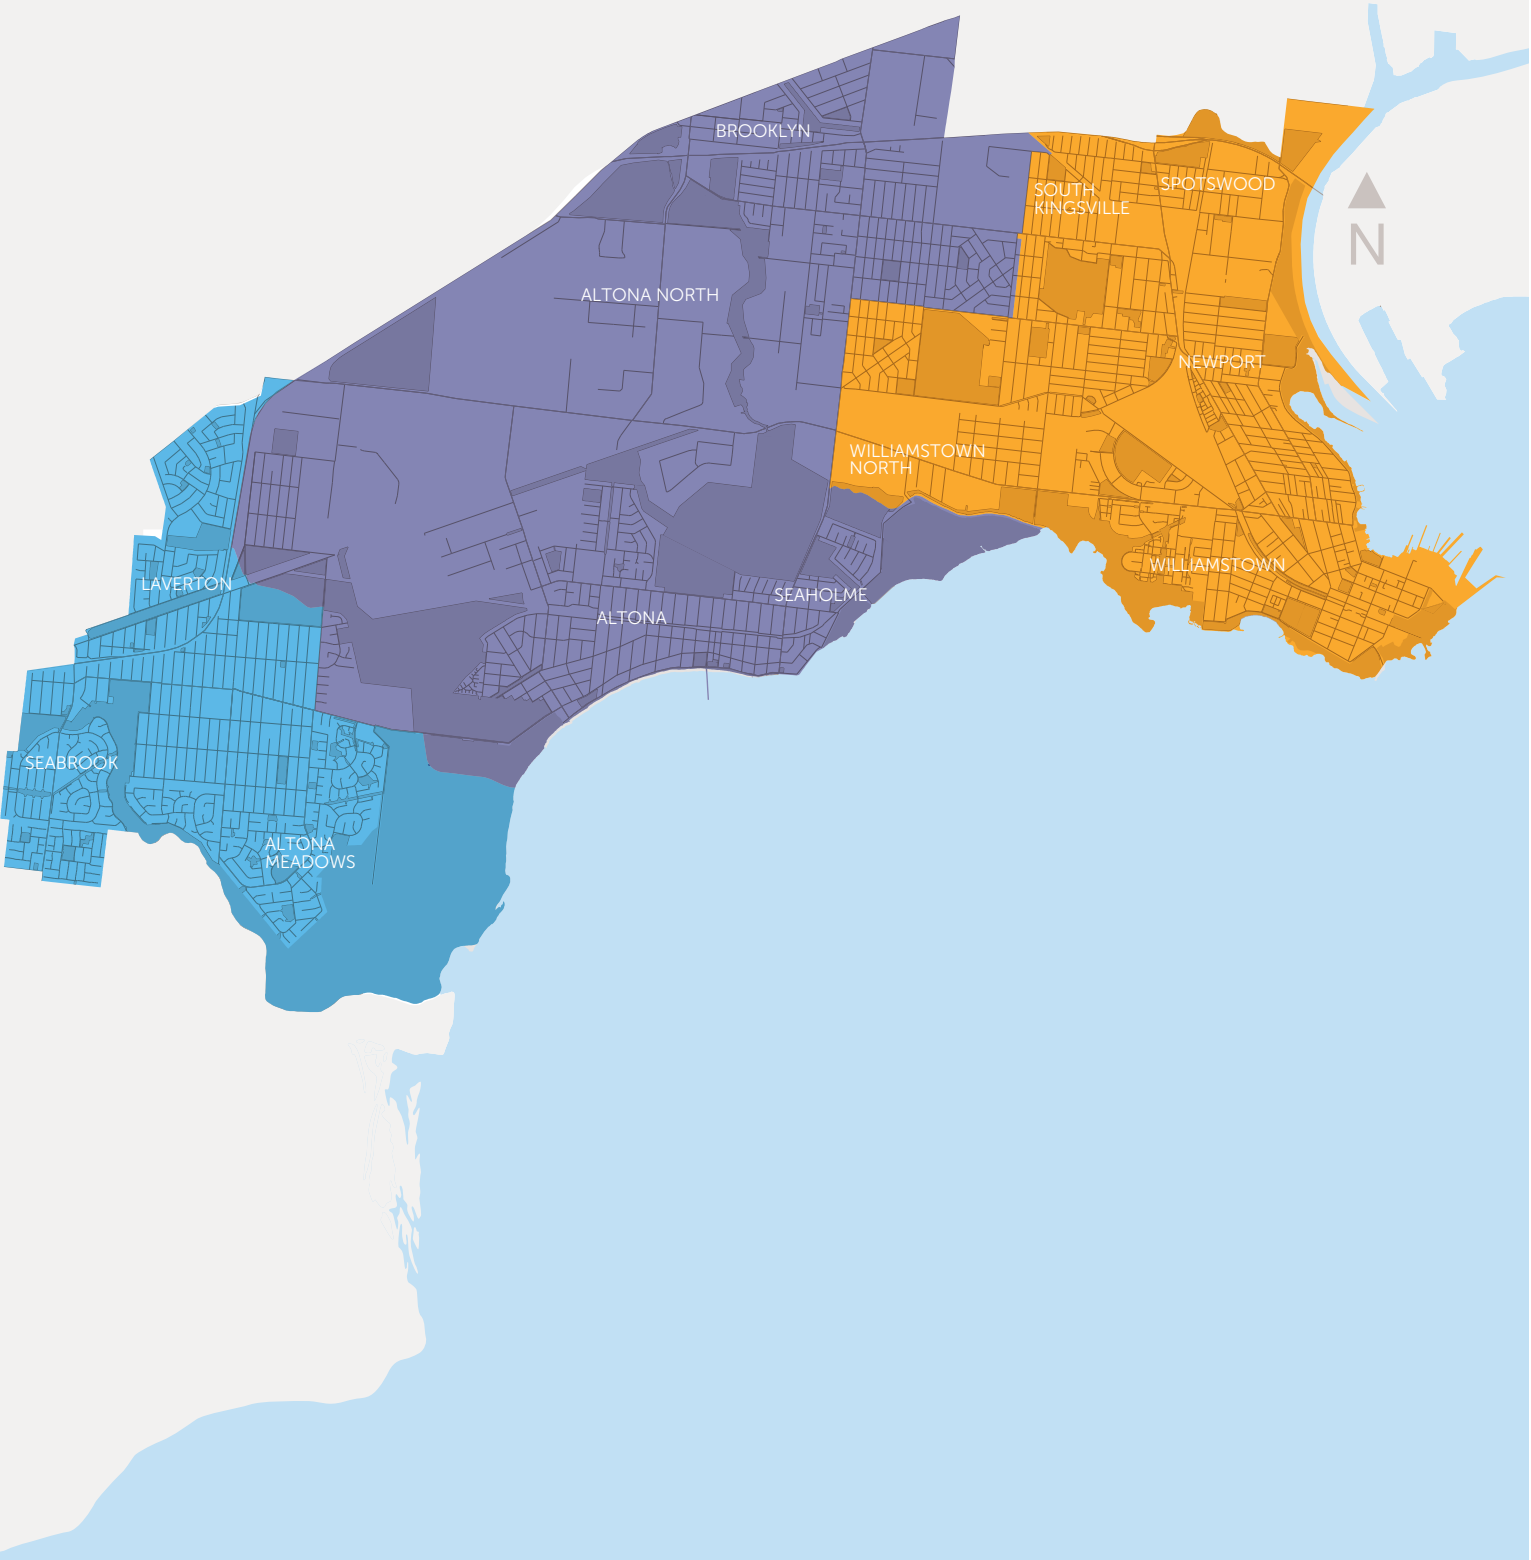 BROOKLYN
SOUTH
KINGSVILLE
SPOTSWOOD
N
ALTONA NORTH
NEWPORT
WILLIAMSTOWN
NORTH
WILLIAMSTOWN
LAVERTON
SEAHOLME
ALTONA
SEABROOK
ALTONA
MEADOWS